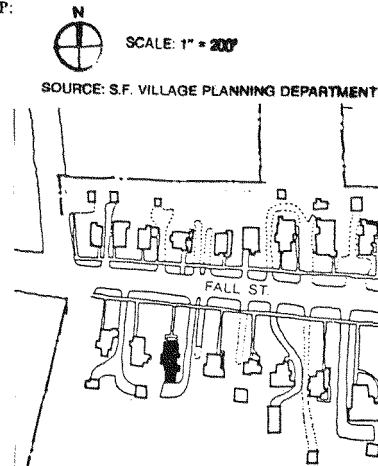 P:
N
SCALE: 1" = 200'
SOURCE: S.F. VILLAGE PLANNING DEPARTMENT
FALL ST.